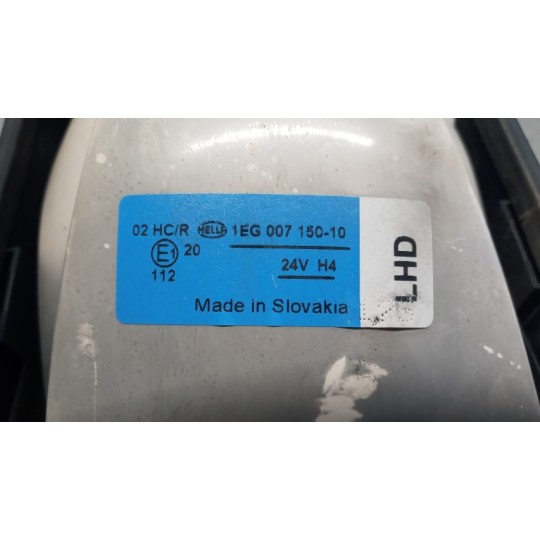 02 HC/R HELLA 1EG 007 150-10
E1 20
24V H4
112
Made in Slovakia
LHD